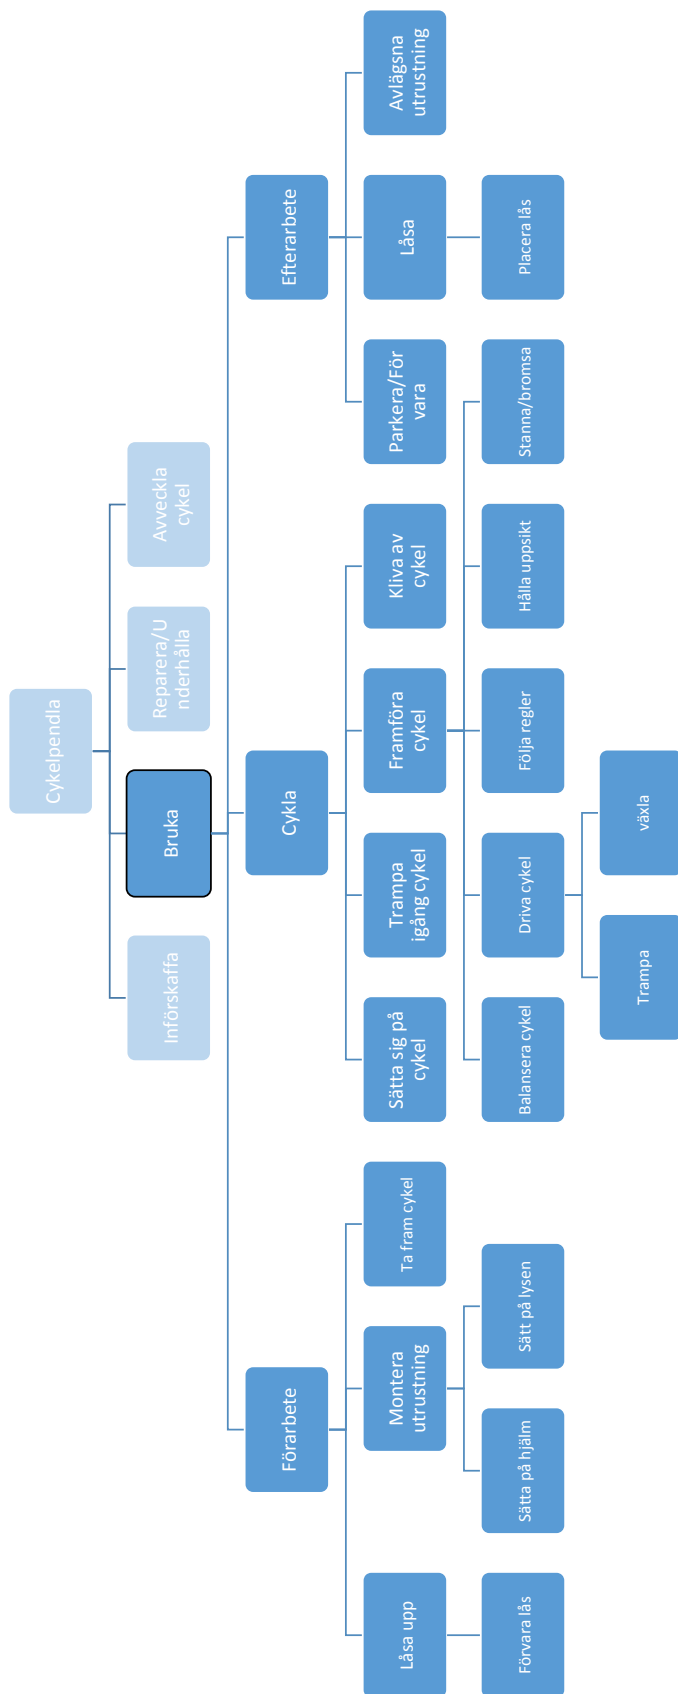 Cykelpendla
Införskaffa
Bruka
Reparera/U
nderhålla
Avveckla
cykel
Förarbete
Cykla
Efterarbete
Låsa upp
Montera
utrustning
Ta fram cykel
Sätta sig på
cykel
Trampa
igång cykel
Framföra
cykel
Kliva av
cykel
Parkera/För
vara
Låsa
Avlägsna
utrustning
Förvara lås
Sätta på hjälm
Sätt på lysen
Balansera cykel
Driva cykel
Följa regler
Hålla uppsikt
Stanna/bromsa
Placera lås
Trampa
växla